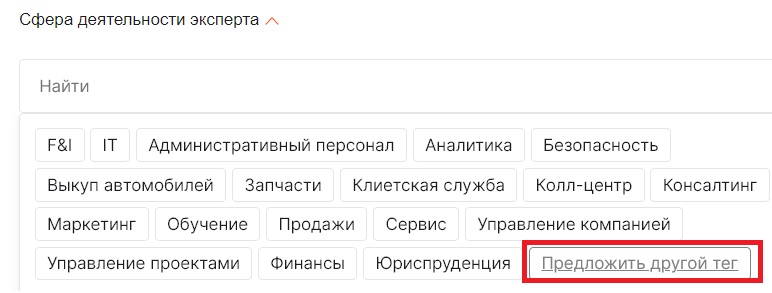 Сфера деятельности эксперта
Найти
F&I IT Административный персонал Аналитика Безопасность
Выкуп автомобилей Запчасти Клиетская служба Колл-центр Консалтинг
Маркетинг Обучение Продажи Сервис Управление компанией
Управление проектами Финансы Юриспруденция Предложить другой тег